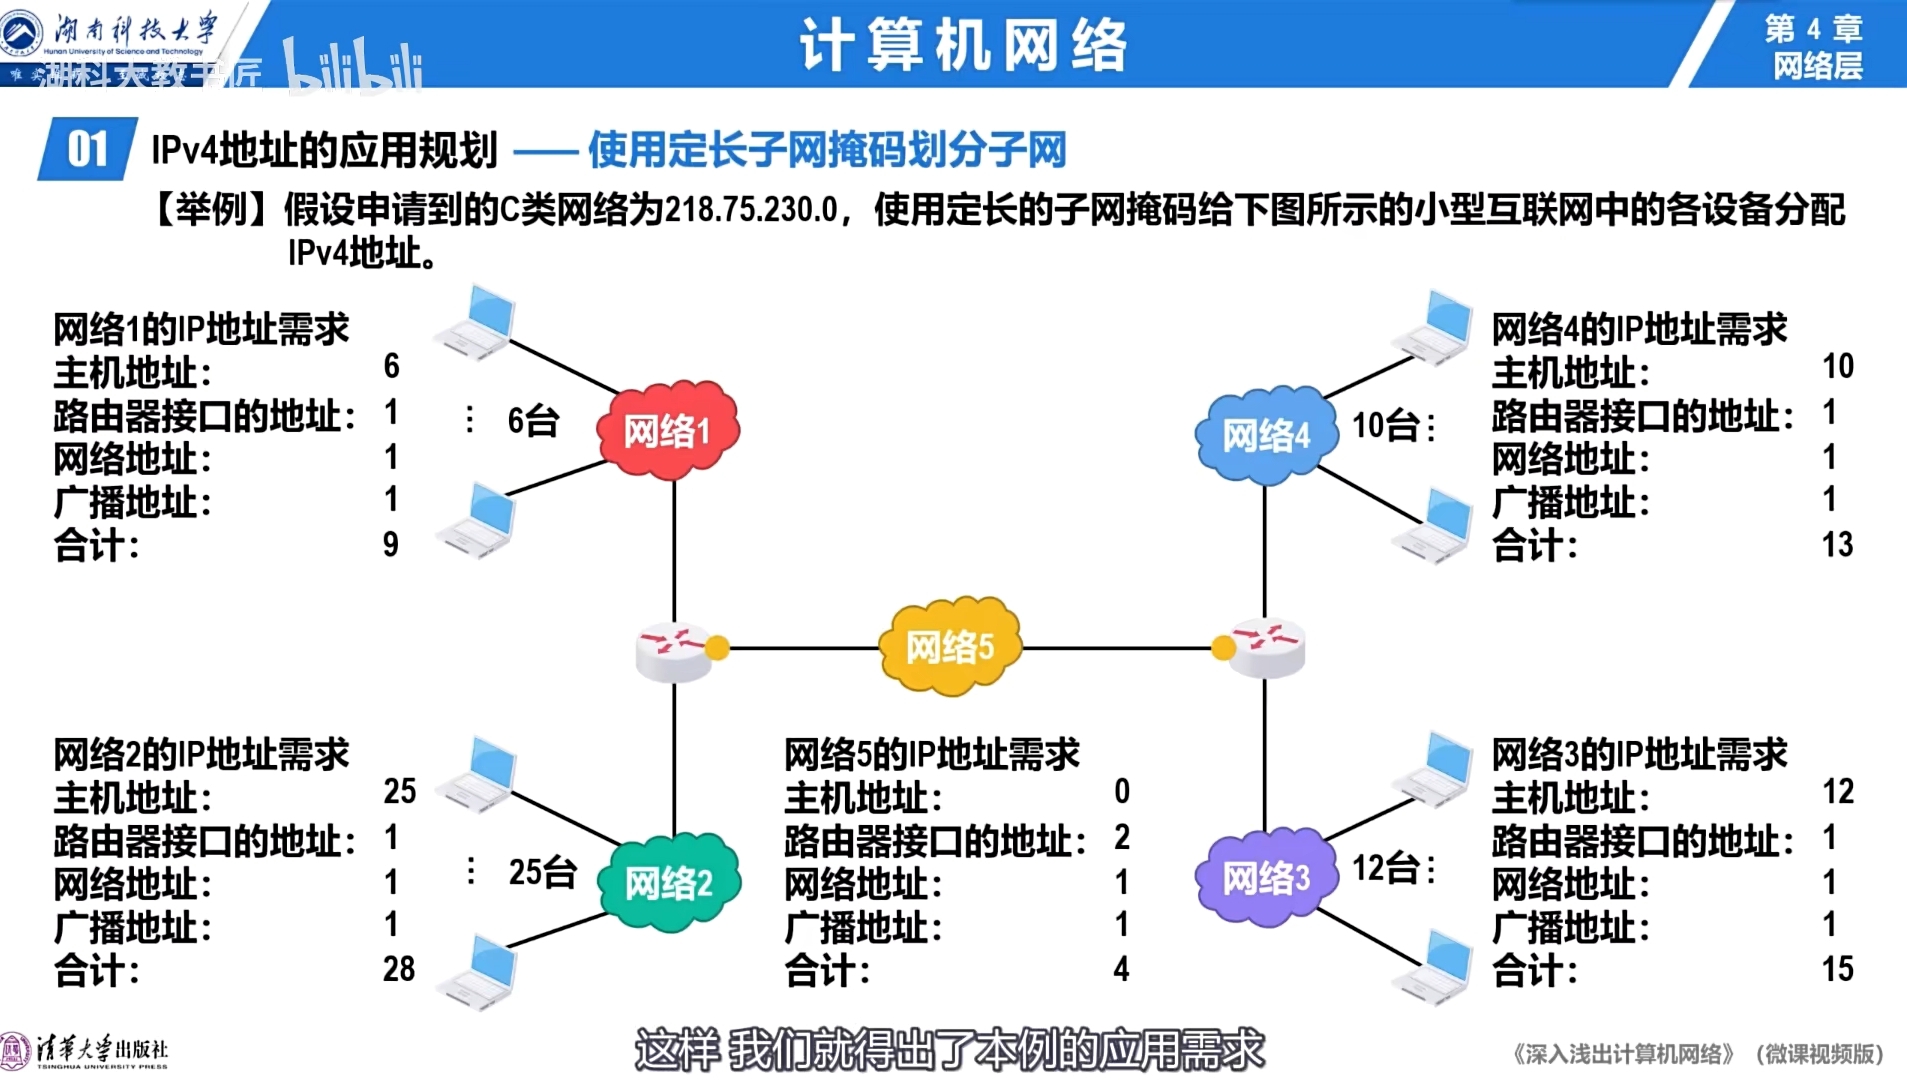 湖南科技大学
Hunan University of Science and Technology
湖科大教书匠 bilibili
计算机网络
第 4 章
网络层
01 IPv4地址的应用规划 —— 使用定长子网掩码划分子网
【举例】假设申请到的C类网络为218.75.230.0，使用定长的子网掩码给下图所示的小型互联网中的各设备分配
IPv4地址。
网络1的IP地址需求
主机地址： 6
路由器接口的地址： 1
网络地址： 1
广播地址： 1
合计： 9
⋮ 6台
网络1
网络4
10台⋮
网络4的IP地址需求
主机地址： 10
路由器接口的地址： 1
网络地址： 1
广播地址： 1
合计： 13
网络5
网络2的IP地址需求
主机地址： 25
路由器接口的地址： 1
网络地址： 1
广播地址： 1
合计： 28
⋮ 25台
网络2
网络5的IP地址需求
主机地址： 0
路由器接口的地址： 2
网络地址： 1
广播地址： 1
合计： 4
网络3
12台⋮
网络3的IP地址需求
主机地址： 12
路由器接口的地址： 1
网络地址： 1
广播地址： 1
合计： 15
这样 我们就得出了本例的应用需求
清华大学出版社
TSINGHUA UNIVERSITY PRESS
《深入浅出计算机网络》（微课视频版）